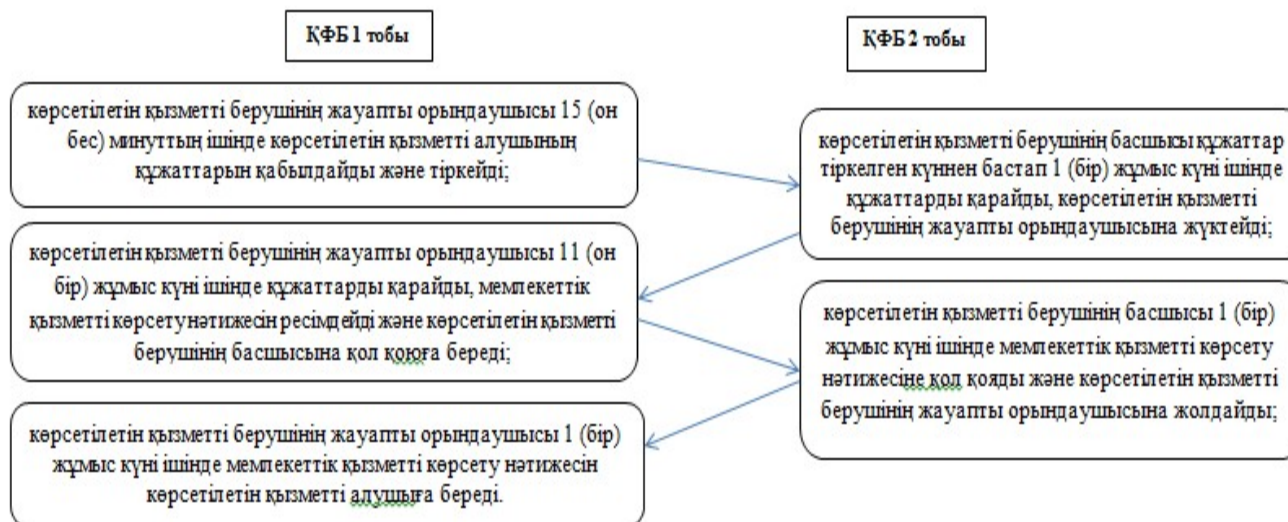 ҚФБ 1 тобы
ҚФБ 2 тобы
көрсетілетін қызметті берушінің жауапты орындаушысы 15 (он
бес) минуттың ішінде көрсетілетін қызметті алушының
құжаттарын қабылдайды және тіркейді;
көрсетілетін қызметті берушінің басшысы құжаттар
тіркелген күннен бастап 1 (бір) жұмыс күні ішінде
құжаттарды қарайды, көрсетілетін қызметті
берушінің жауапты орындаушысына жүктейді;
көрсетілетін қызметті берушінің жауапты орындаушысы 11 (он
бір) жұмыс күні ішінде құжаттарды қарайды, мемлекеттік
қызметті көрсету нәтижесін ресімдейді және көрсетілетін қызметті
берушінің басшысына қол қоюға береді;
көрсетілетін қызметті берушінің басшысы 1 (бір)
жұмыс күні ішінде мемлекеттік қызметті көрсету
нәтижесіне қол қояды және көрсетілетін қызметті
берушінің жауапты орындаушысына жолдайды;
көрсетілетін қызметті берушінің жауапты орындаушысы 1 (бір)
жұмыс күні ішінде мемлекеттік қызметті көрсету нәтижесін
көрсетілетін қызметті алушыға береді.